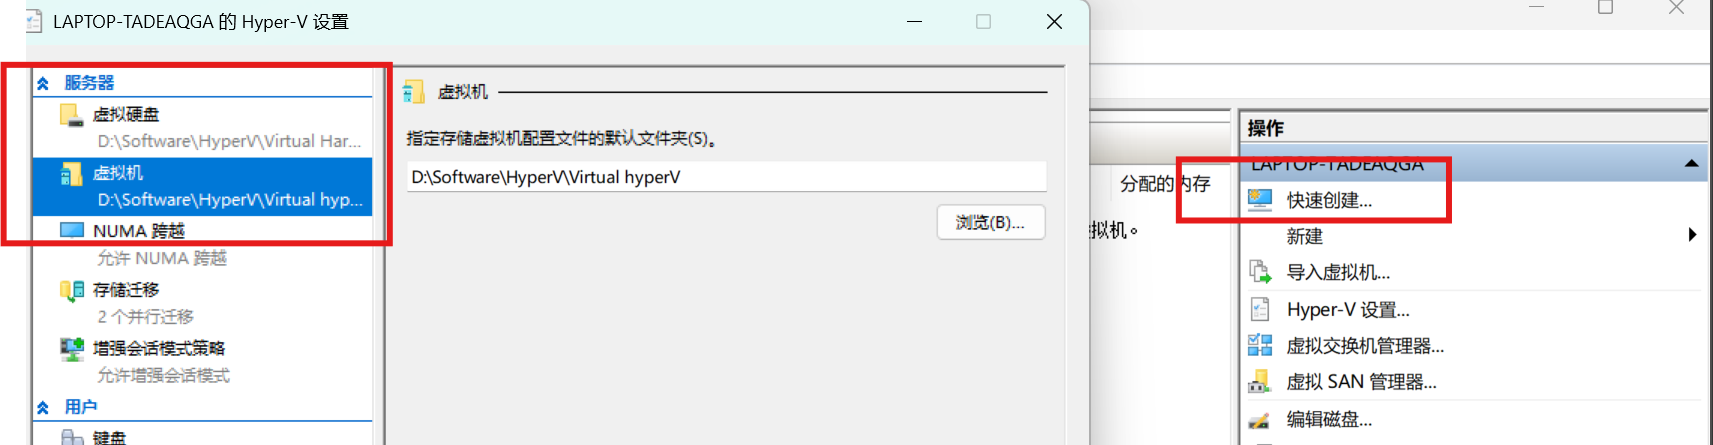 LAPTOP-TADEAQGA 的 Hyper-V 设置
服务器
虚拟硬盘
D:\Software\HyperV\Virtual Har...
虚拟机
D:\Software\HyperV\Virtual hyp...
NUMA 跨越
允许 NUMA 跨越
存储迁移
2 个并行迁移
增强会话模式策略
允许增强会话模式
用户
键盘
虚拟机
指定存储虚拟机配置文件的默认文件夹(S)。
D:\Software\HyperV\Virtual hyperV
浏览(B)...
分配的内存
拟机。
操作
LAPTOP-TADEAQGA
快速创建...
新建
导入虚拟机...
Hyper-V 设置...
虚拟交换机管理器...
虚拟 SAN 管理器...
编辑磁盘...